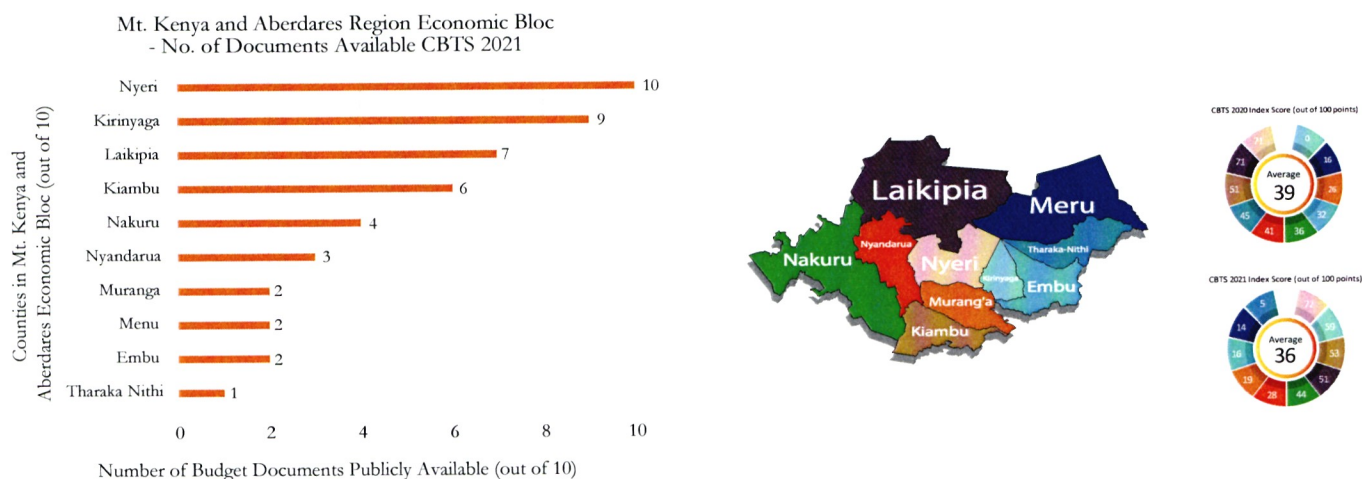 Mt. Kenya and Aberdares Region Economic Bloc
- No. of Documents Available CBTS 2021
Counties in Mt. Kenya and
Aberdares Economic Bloc (out of 10)
Nyeri 10
Kirinyaga 9
Laikipia 7
Kiambu 6
Nakuru 4
Nyandarua 3
Muranga 2
Menu 2
Embu 2
Tharaka Nithi 1
0 2 4 6 8 10
Number of Budget Documents Publicly Available (out of 10)
Laikipia
Meru
Nyandarua
Tharaka-Nithi
Nakuru
Nyeri
Embu
Murang'a
Kiambu
CBTS 2020 Index Score (out of 100 points)
0
71 16
Average
39
51 26
45 32
41 36
CBTS 2021 Index Score (out of 100 points)
5
14
Average
36
16 53
19 51
28 44